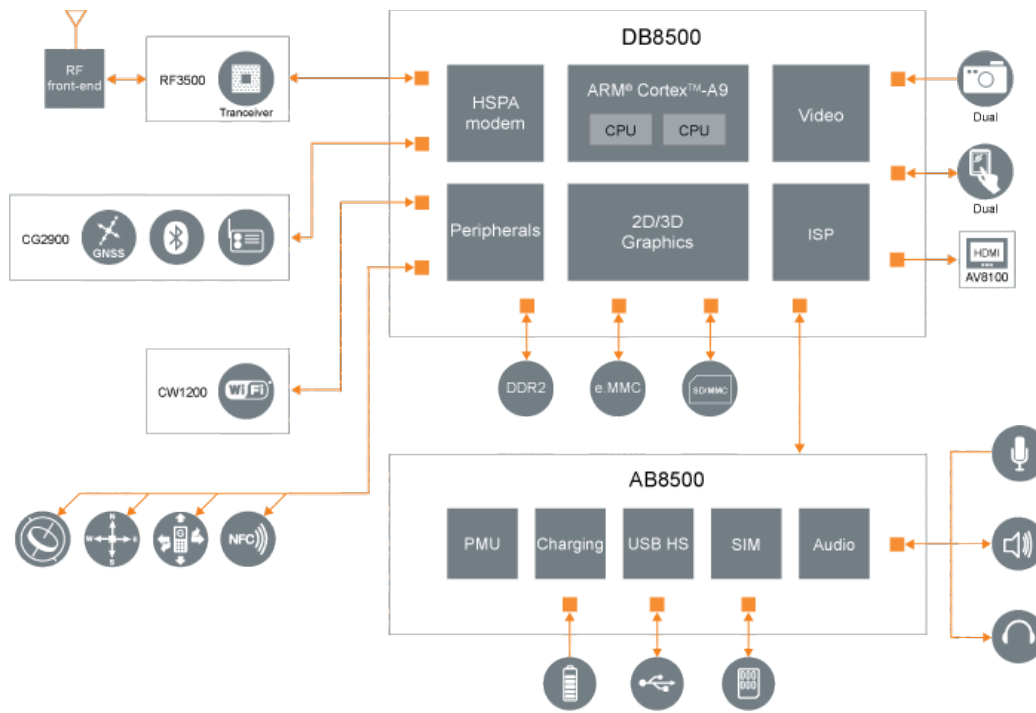 DB8500
RF
front-end
RF3500
Tranceiver
HSPA
modem
ARM® Cortex™-A9
CPU CPU
Video
Dual
CG2900
GNSS
Peripherals
2D/3D
Graphics
ISP
Dual
HDMI
AV8100
CW1200
Wi Fi
DDR2
e.MMC
SDIMMC
AB8500
N
W E
S
NFC
PMU
Charging
USB HS
SIM
Audio